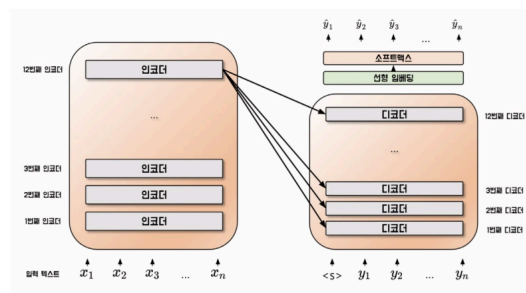 ŷ₁ ŷ₂ ŷ₃ ... ŷₙ
소프트맥스
선형 임베딩
12번째 인코더
인코더
...
3번째 인코더
인코더
2번째 인코더
인코더
1번째 인코더
인코더
입력 텍스트
x₁ x₂ x₃ ... xₙ
디코더
12번째 디코더
...
디코더
3번째 디코더
디코더
2번째 디코더
디코더
1번째 디코더
<s> y₁ y₂ ... yₙ